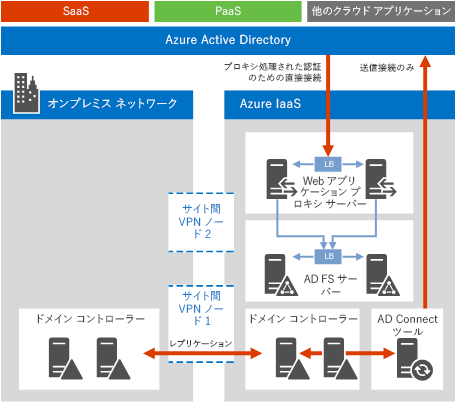 SaaS
PaaS
他のクラウド アプリケーション
Azure Active Directory
プロキシ処理された認証
のための直接接続
送信接続のみ
オンプレミス ネットワーク
Azure IaaS
LB
Web アプリ
ケーション プ
ロキシ サーバー
サイト間
VPN ノー
ド 2
LB
AD FS サー
バー
サイト間
VPN ノー
ド 1
ドメイン コントローラー
レプリケーション
ドメイン コントローラー
AD Connect
ツール